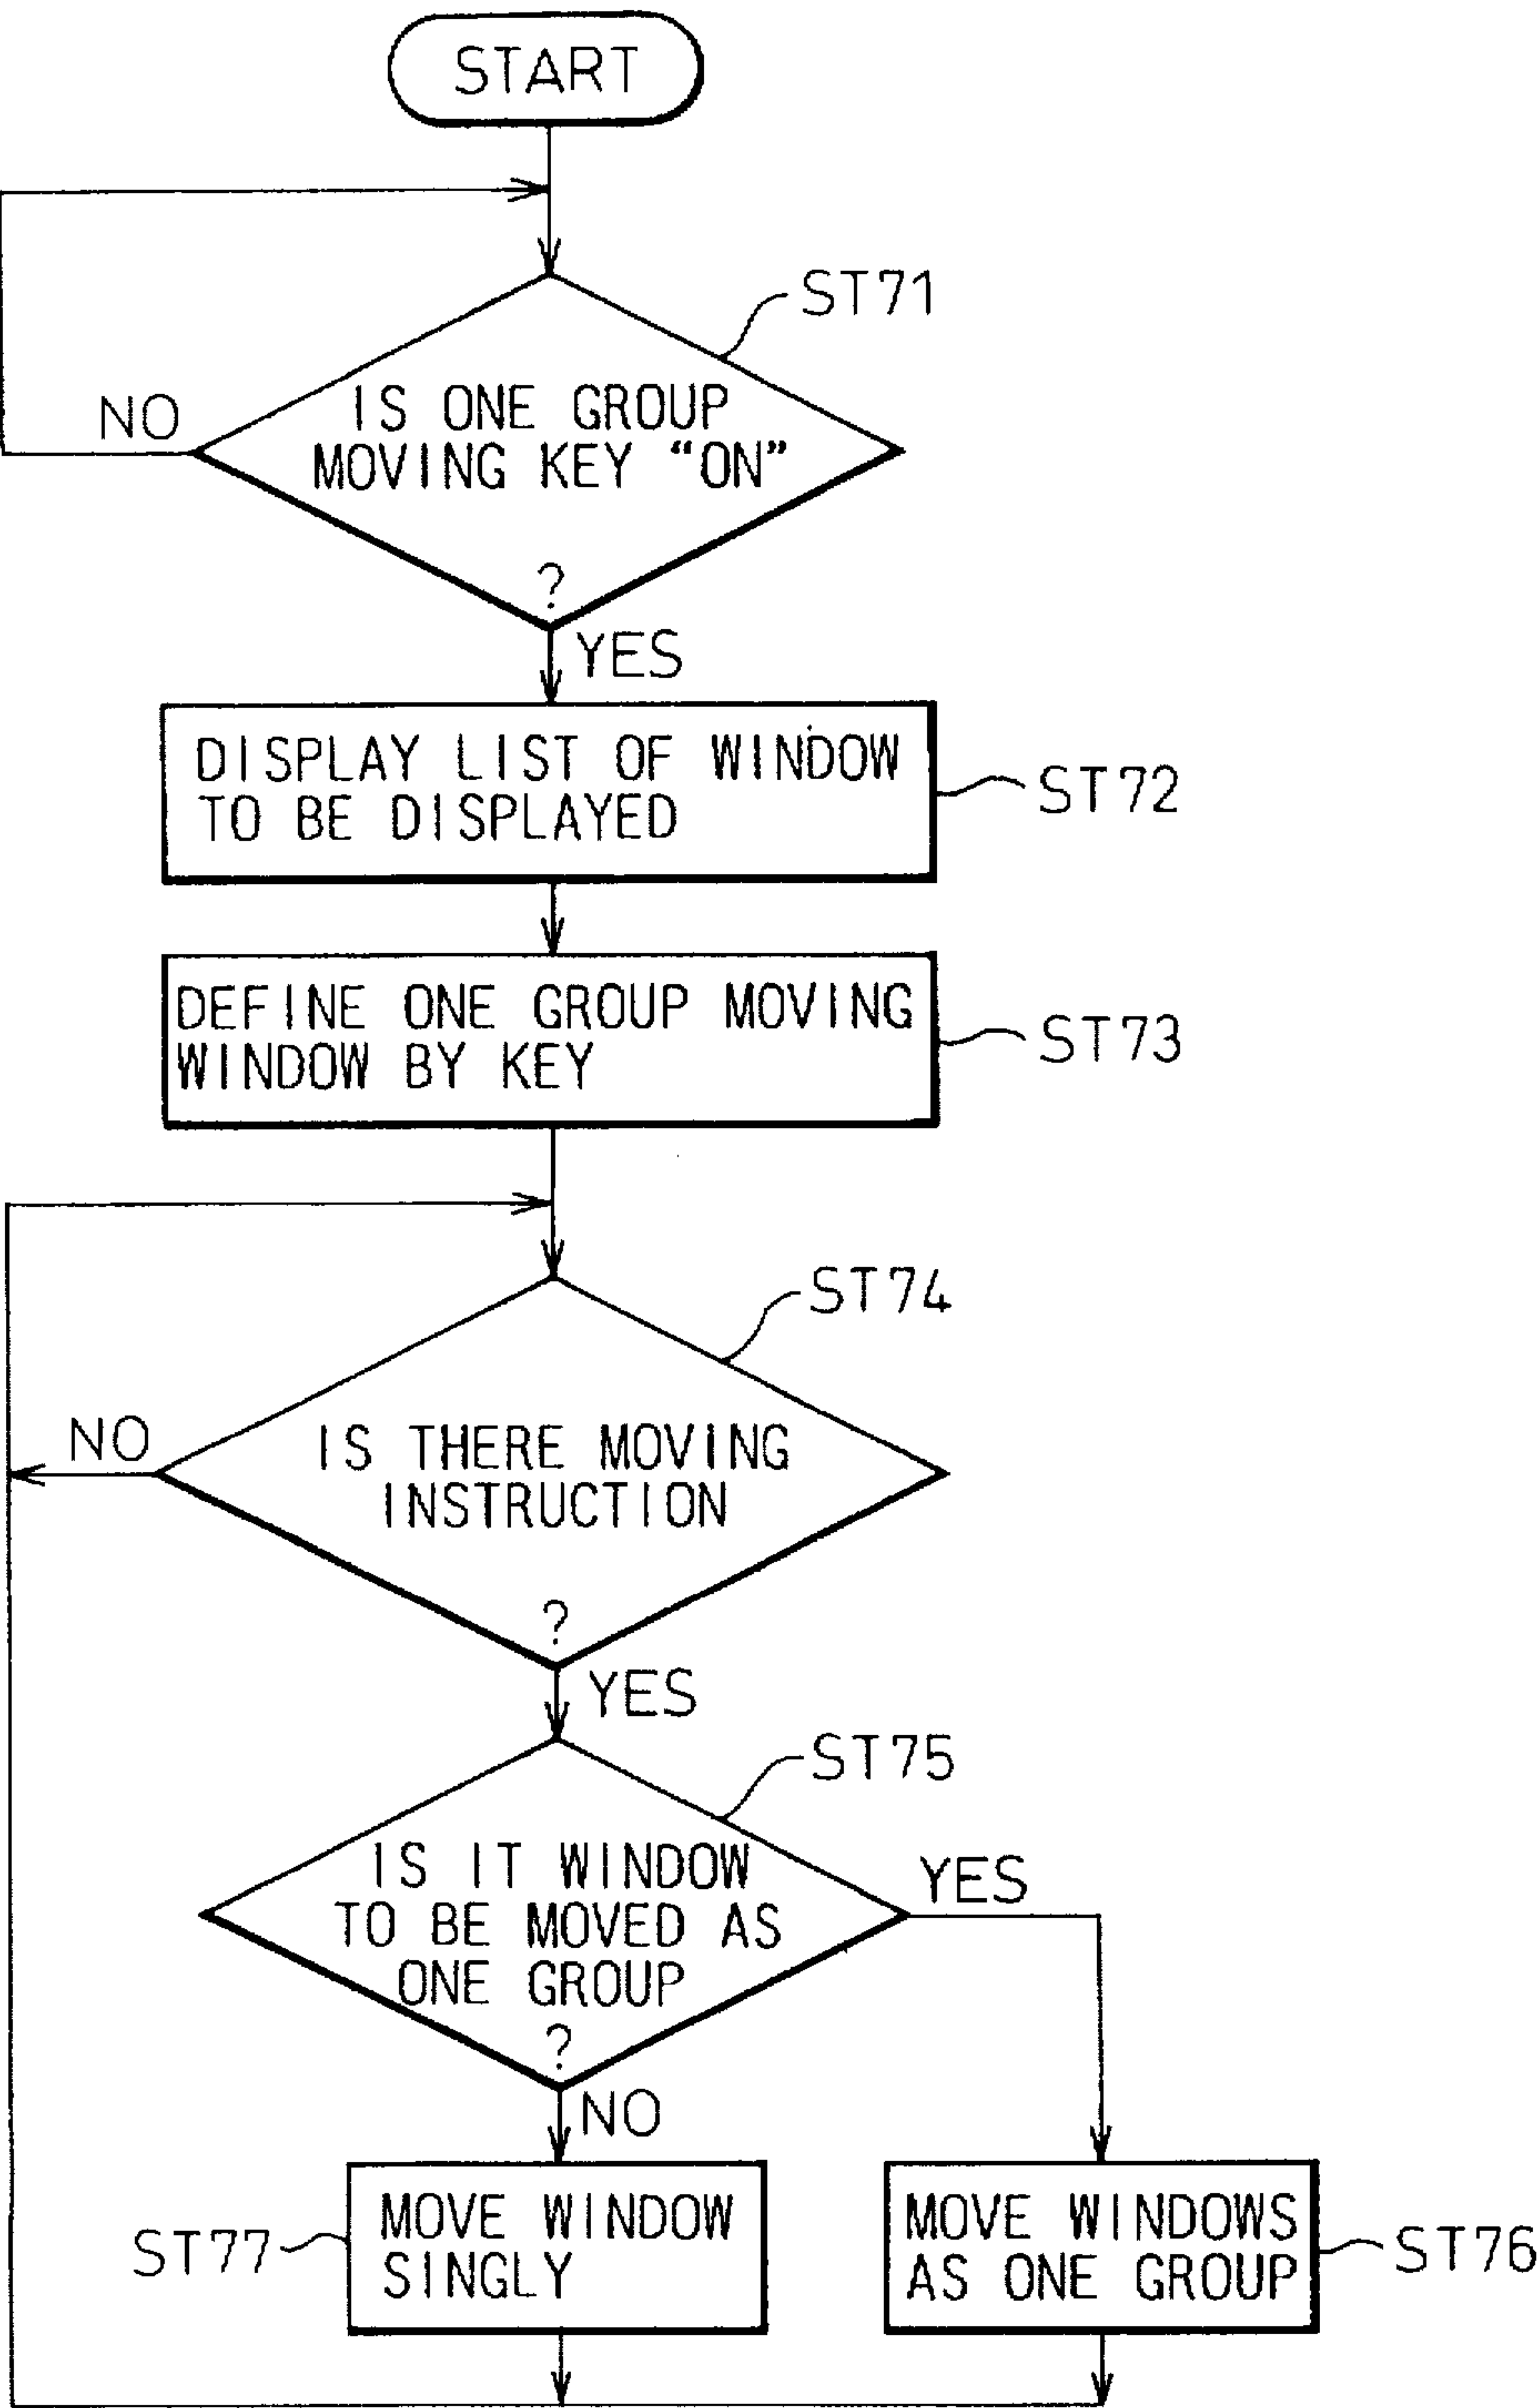 START
ST71
IS ONE GROUP
MOVING KEY “ON”
?
NO
YES
DISPLAY LIST OF WINDOW
TO BE DISPLAYED
ST72
DEFINE ONE GROUP MOVING
WINDOW BY KEY
ST73
ST74
IS THERE MOVING
INSTRUCTION
?
NO
YES
ST75
IS IT WINDOW
TO BE MOVED AS
ONE GROUP
?
YES
NO
MOVE WINDOW
SINGLY
ST77
MOVE WINDOWS
AS ONE GROUP
ST76